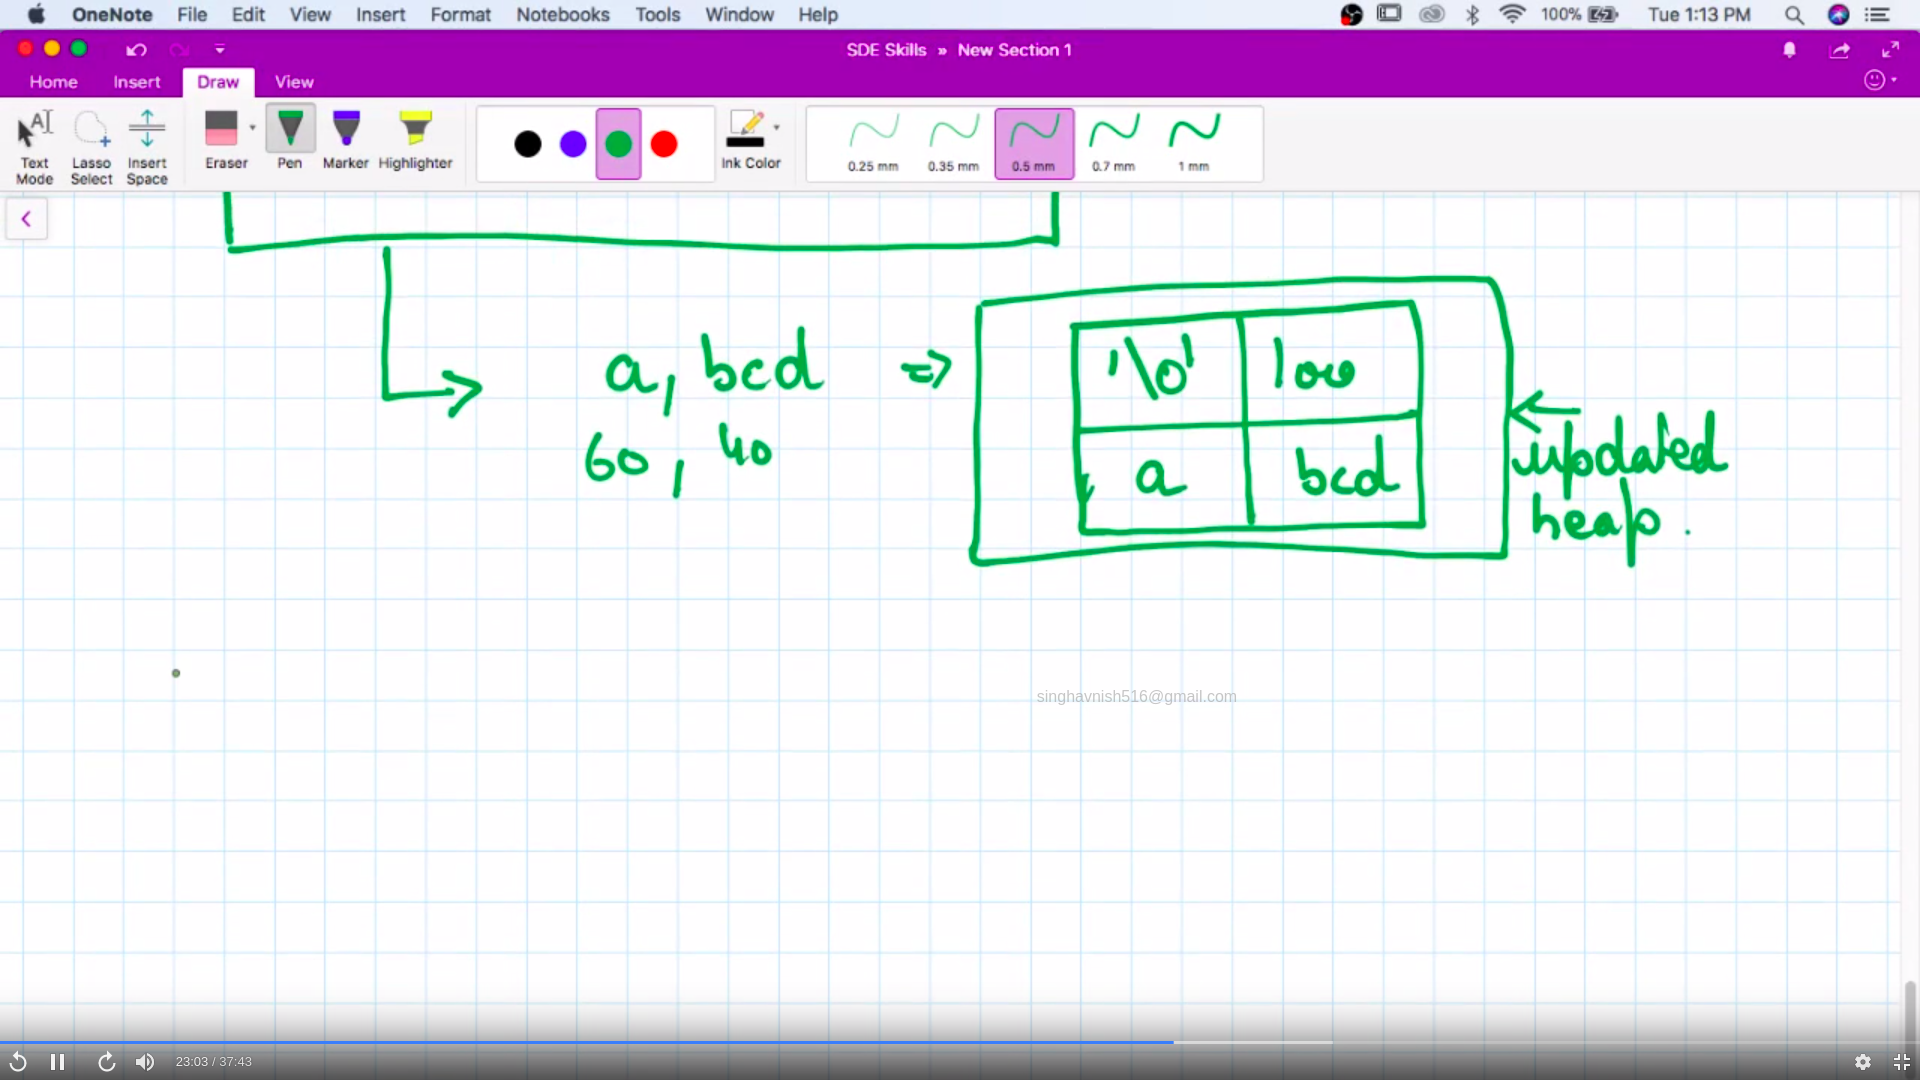 OneNote File Edit View Insert Format Notebooks Tools Window Help 100% Tue 1:13 PM
SDE Skills » New Section 1
Home Insert Draw View
Text Mode Lasso Select Insert Space Eraser Pen Marker Highlighter Ink Color 0.25 mm 0.35 mm 0.5 mm 0.7 mm 1 mm
a, bcd => '\0' 100
60, 40 a bcd
updated
heap.
singhavnish516@gmail.com
23:03 / 37:43